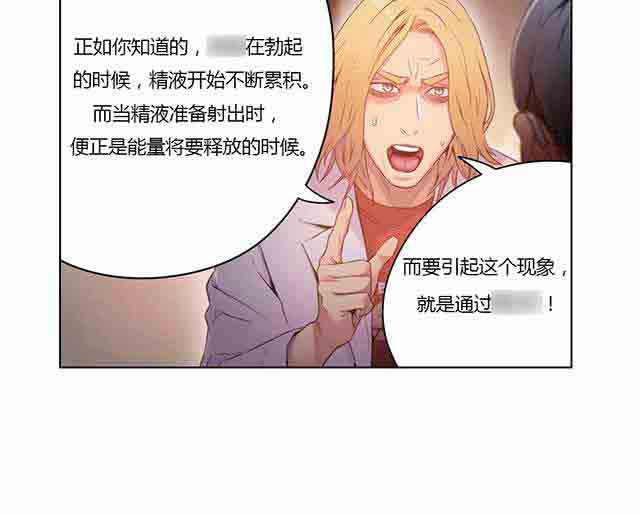 正如你知道的， 在勃起
的时候，精液开始不断累积。
而当精液准备射出时，
便正是能量将要释放的时候。
而要引起这个现象，
就是通过 ！